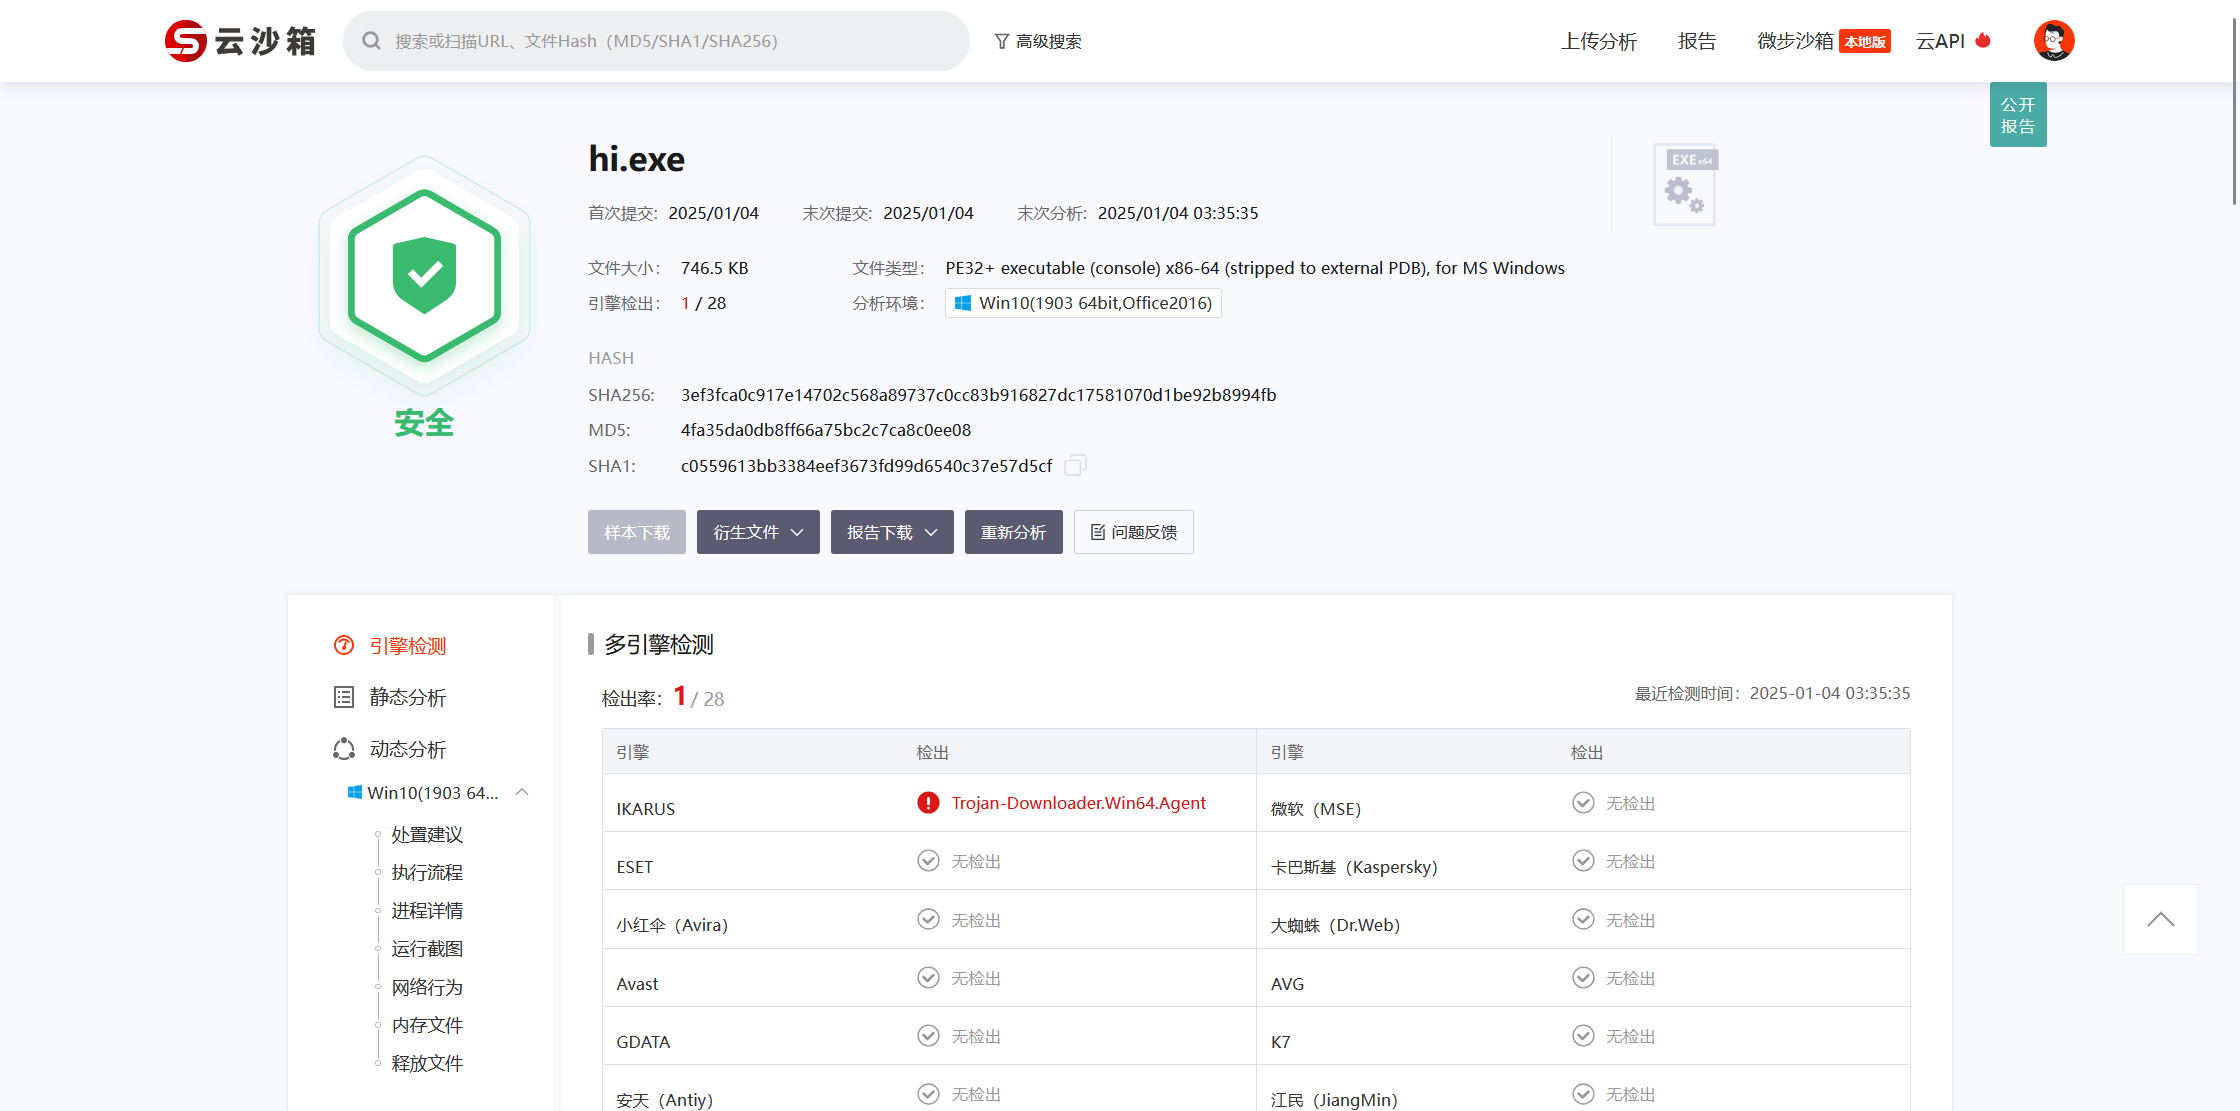 云沙箱
搜索或扫描URL、文件Hash（MD5/SHA1/SHA256）
高级搜索
上传分析
报告
微步沙箱 本地版
云API
公开
报告
安全
hi.exe
首次提交: 2025/01/04 末次提交: 2025/01/04 末次分析: 2025/01/04 03:35:35
文件大小： 746.5 KB 文件类型： PE32+ executable (console) x86-64 (stripped to external PDB), for MS Windows
引擎检出： 1 / 28 分析环境： Win10(1903 64bit,Office2016)
EXE x64
HASH
SHA256: 3ef3fca0c917e14702c568a89737c0cc83b916827dc17581070d1be92b8994fb
MD5: 4fa35da0db8ff66a75bc2c7ca8c0ee08
SHA1: c0559613bb3384eef3673fd99d6540c37e57d5cf
样本下载 衍生文件 报告下载 重新分析 问题反馈
引擎检测
静态分析
动态分析
Win10(1903 64...
处置建议
执行流程
进程详情
运行截图
网络行为
内存文件
释放文件
多引擎检测
检出率： 1 / 28 最近检测时间：2025-01-04 03:35:35
引擎 检出 引擎 检出
IKARUS Trojan-Downloader.Win64.Agent 微软（MSE） 无检出
ESET 无检出 卡巴斯基（Kaspersky） 无检出
小红伞（Avira） 无检出 大蜘蛛（Dr.Web） 无检出
Avast 无检出 AVG 无检出
GDATA 无检出 K7 无检出
安天（Antiy） 无检出 江民（JiangMin） 无检出